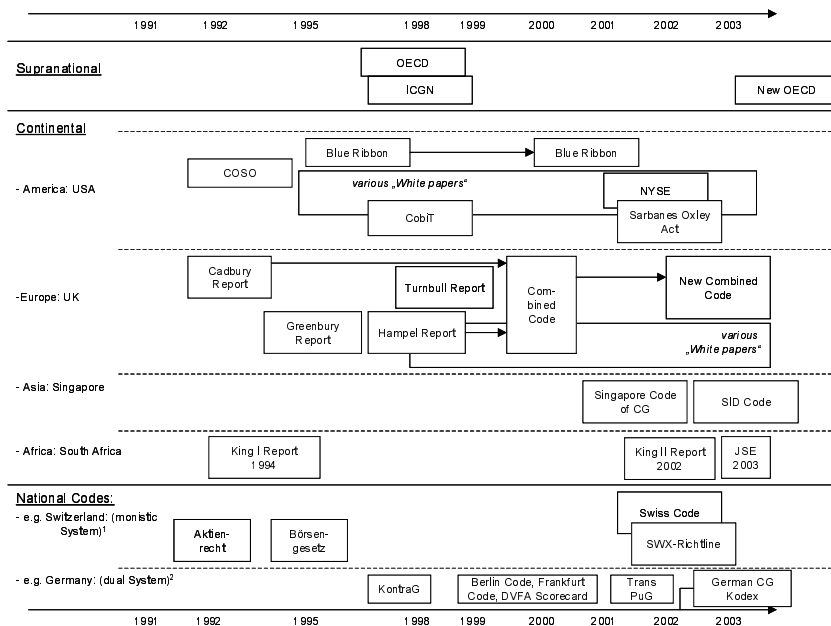 1991 1992 1995 1998 1999 2000 2001 2002 2003
Supranational
OECD
ICGN
New OECD
Continental
Blue Ribbon
Blue Ribbon
COSO
various „White papers“
- America: USA
NYSE
CobiT
Sarbanes Oxley
Act
Cadbury
Report
Turnbull Report
Com-
bined
Code
New Combined
Code
-Europe: UK
Greenbury
Report
Hampel Report
various
„White papers“
- Asia: Singapore
Singapore Code
of CG
SID Code
- Africa: South Africa
King I Report
1994
King II Report
2002
JSE
2003
National Codes:
- e.g. Switzerland: (monistic
System)1
Aktien-
recht
Börsen-
gesetz
Swiss Code
SWX-Richtline
- e.g. Germany: (dual System)2
KontraG
Berlin Code, Frankfurt
Code, DVFA Scorecard
Trans
PuG
German CG
Kodex
1991 1992 1995 1998 1999 2000 2001 2002 2003